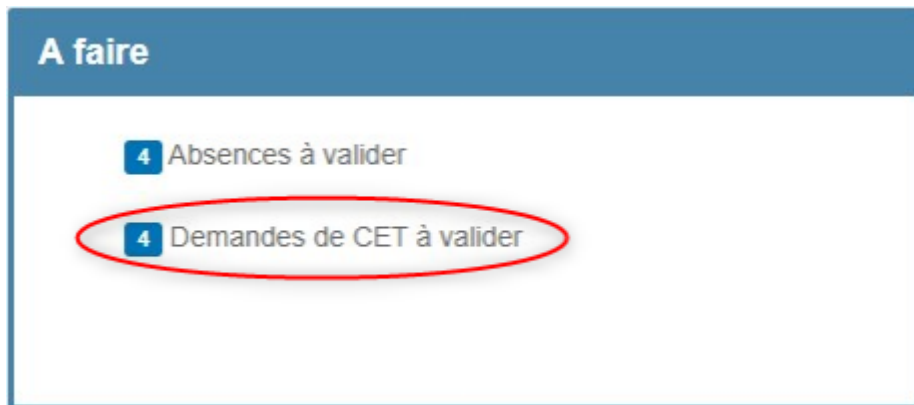 A faire
4 Absences à valider
4 Demandes de CET à valider